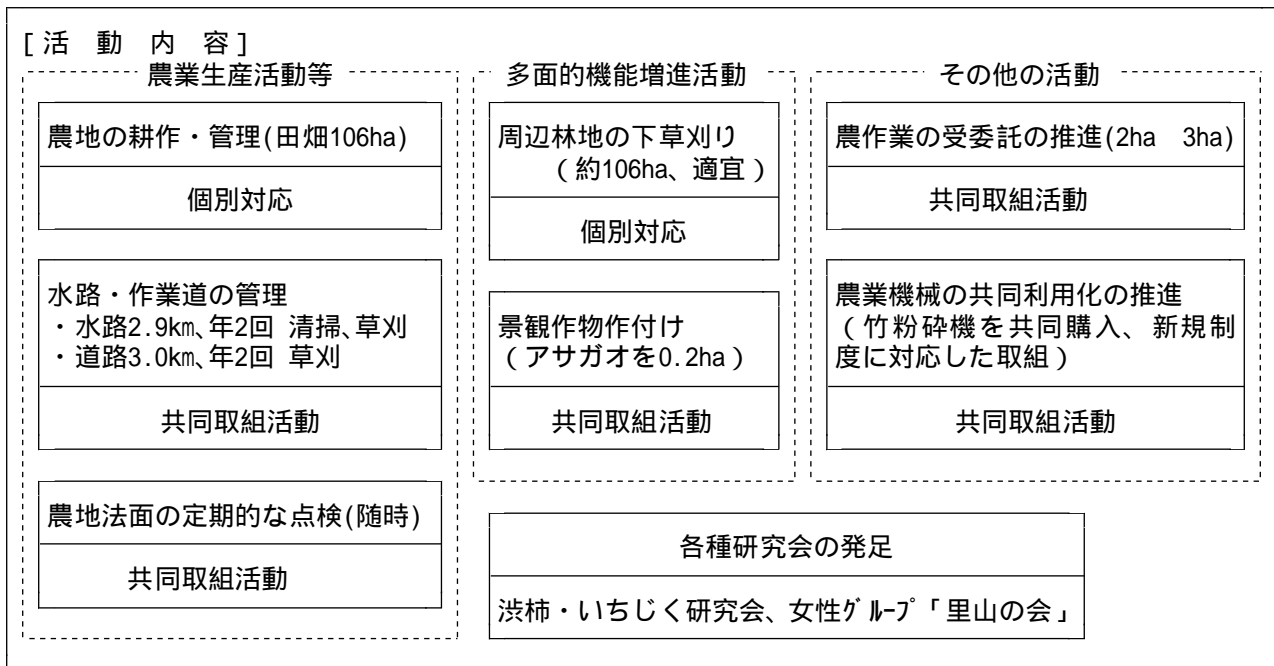 [活 動 内 容]
農業生産活動等
農地の耕作・管理(田畑106ha)
個別対応
水路・作業道の管理
・水路2.9km､年2回 清掃､草刈
・道路3.0km､年2回 草刈
共同取組活動
農地法面の定期的な点検(随時)
共同取組活動
多面的機能増進活動
周辺林地の下草刈り
（約106ha、適宜）
個別対応
景観作物作付け
（アサガオを0.2ha）
共同取組活動
その他の活動
農作業の受委託の推進(2ha 3ha)
共同取組活動
農業機械の共同利用化の推進
（竹粉砕機を共同購入、新規制
度に対応した取組）
共同取組活動
各種研究会の発足
渋柿・いちじく研究会、女性ｸﾞﾙｰﾌﾟ「里山の会」